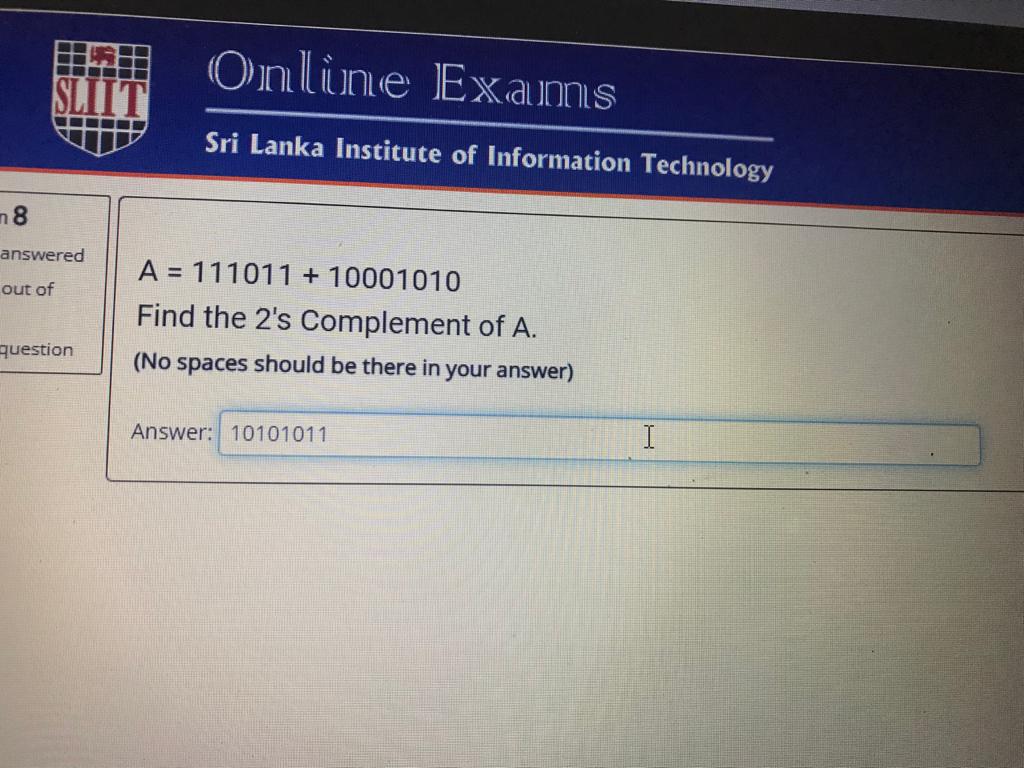 SLIIT
Online Exams
Sri Lanka Institute of Information Technology
n 8
answered
out of
question
A = 111011 + 10001010
Find the 2's Complement of A.
(No spaces should be there in your answer)
Answer: 10101011